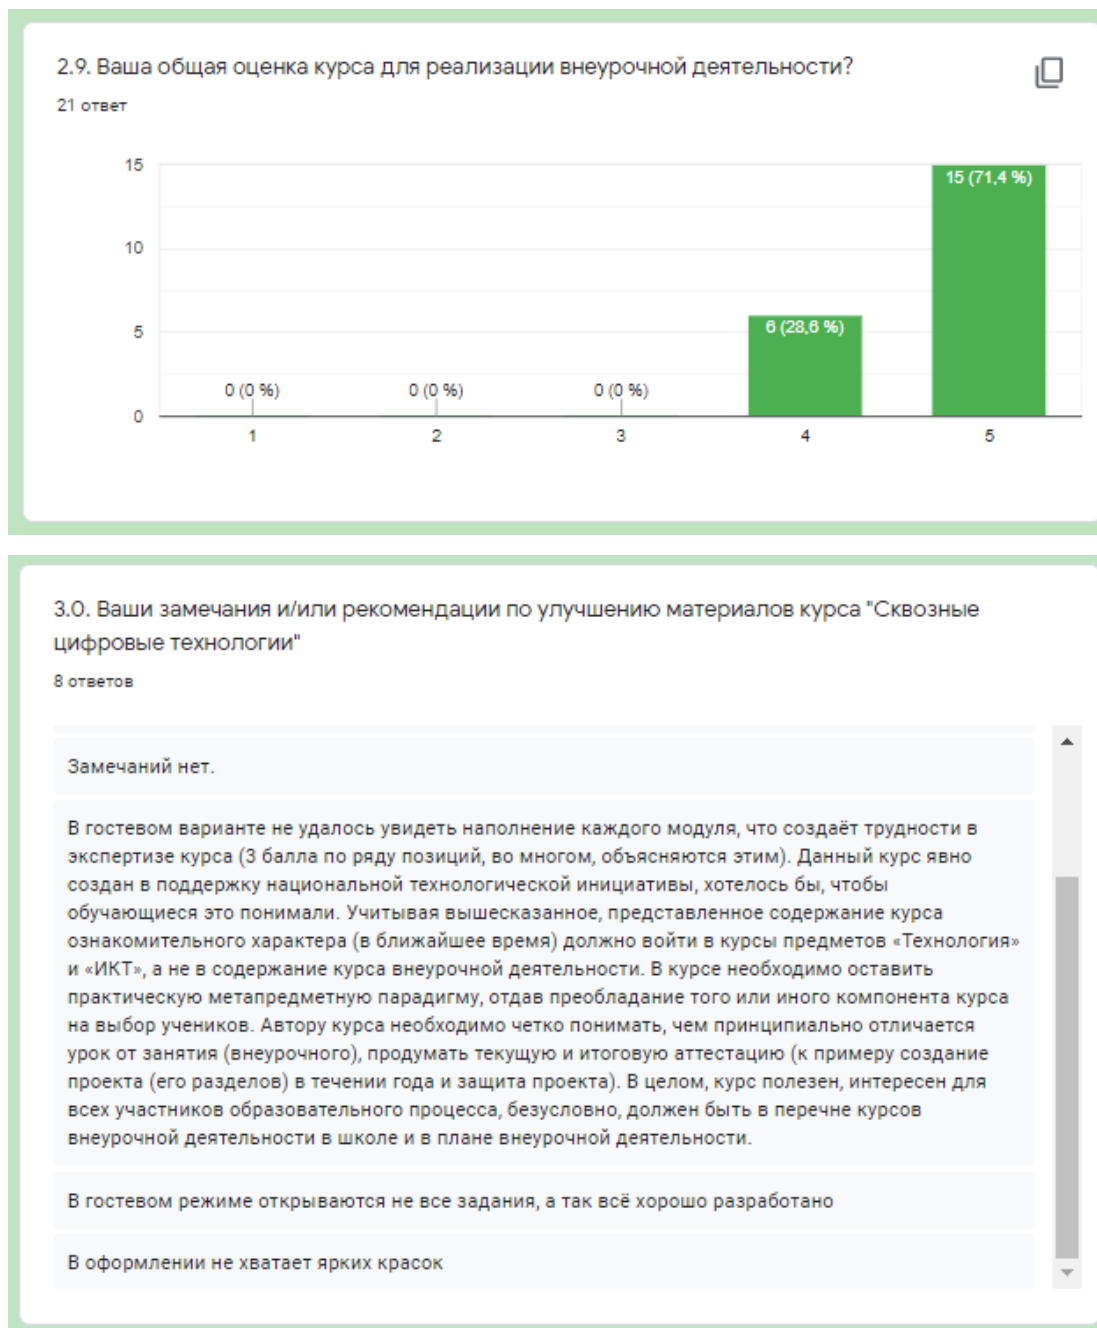 2.9. Ваша общая оценка курса для реализации внеурочной деятельности?
21 ответ
15
10
5
0
0 (0 %)
0 (0 %)
0 (0 %)
6 (28,6 %)
15 (71,4 %)
1
2
3
4
5
3.0. Ваши замечания и/или рекомендации по улучшению материалов курса "Сквозные
цифровые технологии"
8 ответов
Замечаний нет.
В гостевом варианте не удалось увидеть наполнение каждого модуля, что создаёт трудности в
экспертизе курса (3 балла по ряду позиций, во многом, объясняются этим). Данный курс явно
создан в поддержку национальной технологической инициативы, хотелось бы, чтобы
обучающиеся это понимали. Учитывая вышесказанное, представленное содержание курса
ознакомительного характера (в ближайшее время) должно войти в курсы предметов «Технология»
и «ИКТ», а не в содержание курса внеурочной деятельности. В курсе необходимо оставить
практическую метапредметную парадигму, отдав преобладание того или иного компонента курса
на выбор учеников. Автору курса необходимо четко понимать, чем принципиально отличается
урок от занятия (внеурочного), продумать текущую и итоговую аттестацию (к примеру создание
проекта (его разделов) в течении года и защита проекта). В целом, курс полезен, интересен для
всех участников образовательного процесса, безусловно, должен быть в перечне курсов
внеурочной деятельности в школе и в плане внеурочной деятельности.
В гостевом режиме открываются не все задания, а так всё хорошо разработано
В оформлении не хватает ярких красок